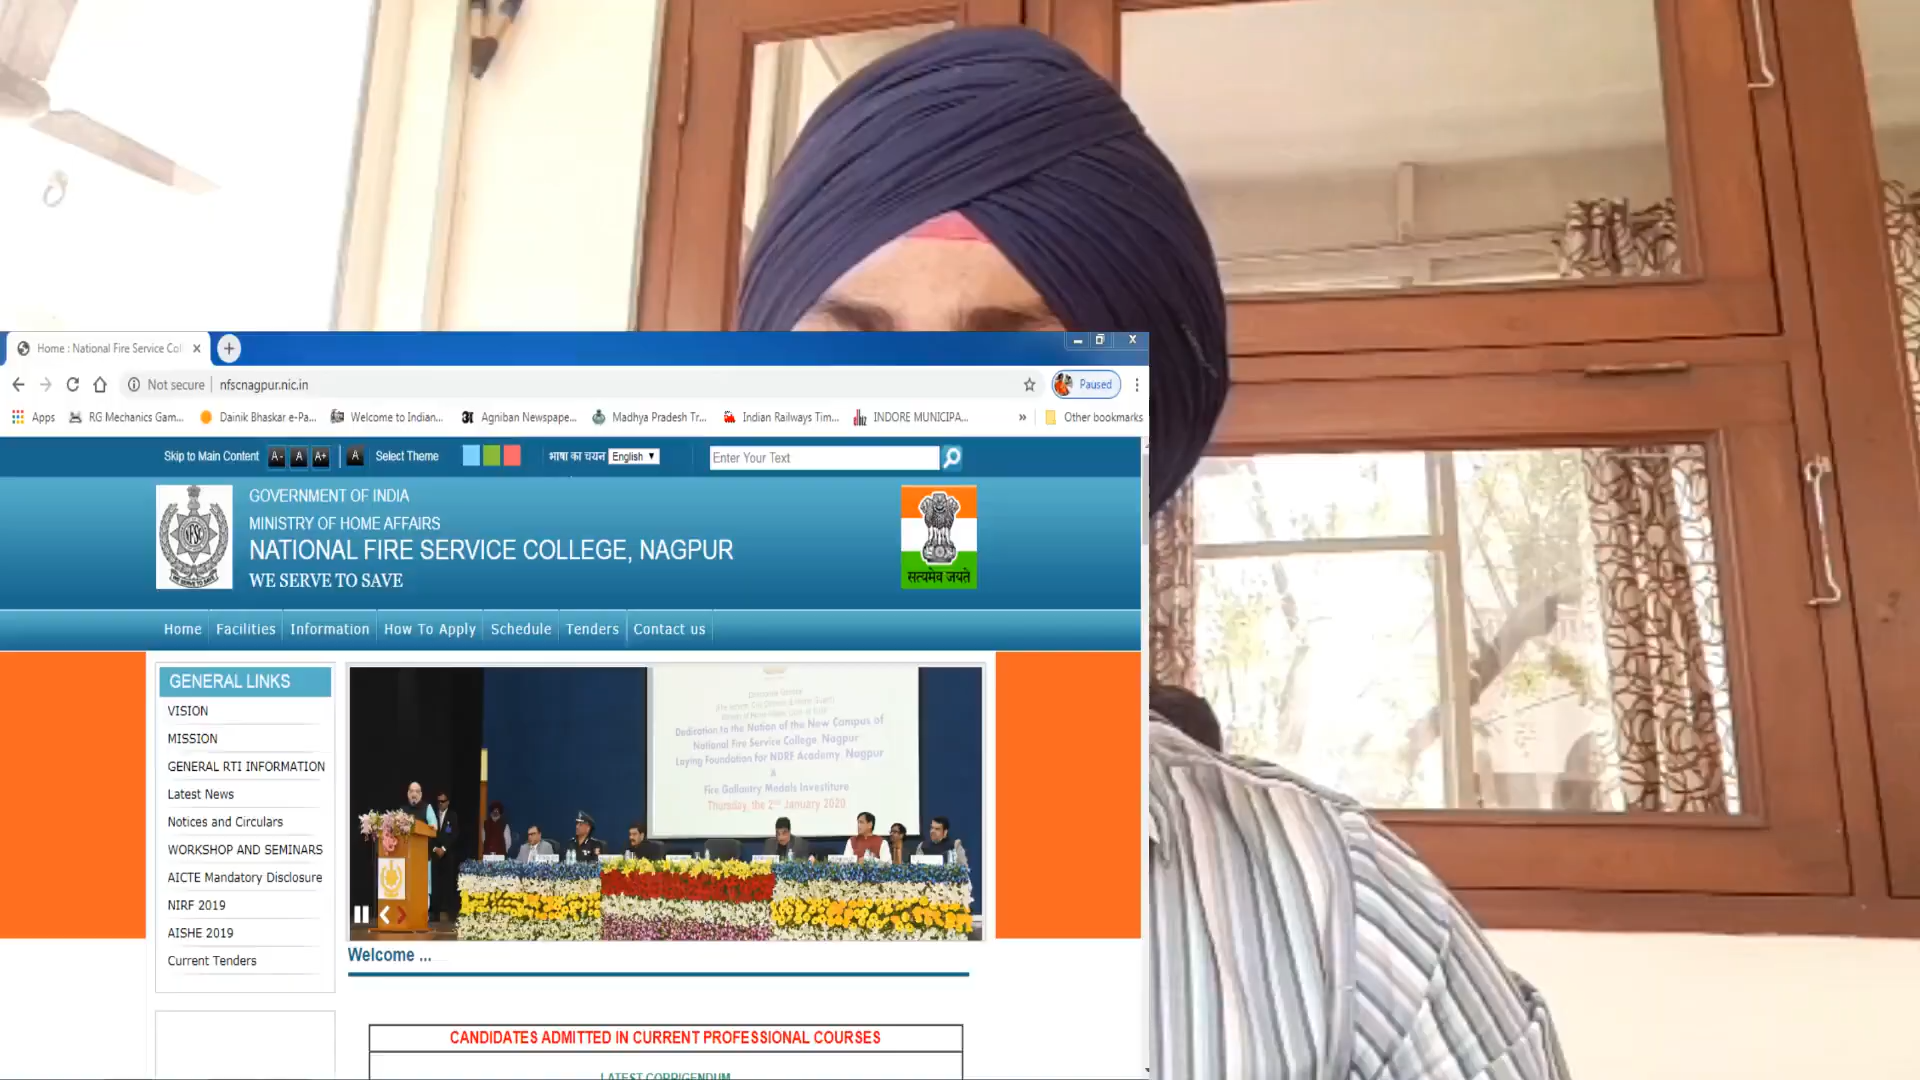 Home : National Fire Service Col
Not secure | nfscnagpur.nic.in
Paused
Apps
RG Mechanics Gam...
Dainik Bhaskar e-Pa...
Welcome to Indian...
Agniban Newspape...
Madhya Pradesh Tr...
Indian Railways Tim...
INDORE MUNICIPA...
»
Other bookmarks
Skip to Main Content
A-
A
A+
A
Select Theme
भाषा का चयन
English
Enter Your Text
GOVERNMENT OF INDIA
MINISTRY OF HOME AFFAIRS
NATIONAL FIRE SERVICE COLLEGE, NAGPUR
WE SERVE TO SAVE
सत्यमेव जयते
Home
Facilities
Information
How To Apply
Schedule
Tenders
Contact us
GENERAL LINKS
VISION
MISSION
GENERAL RTI INFORMATION
Latest News
Notices and Circulars
WORKSHOP AND SEMINARS
AICTE Mandatory Disclosure
NIRF 2019
AISHE 2019
Current Tenders
Dedication to the Nation of the New Campus of
National Fire Service College, Nagpur
Laying Foundation for NDRF Academy, Nagpur
&
Fire Gallantry Medals Investiture
Thursday, the 2nd January 2020
Welcome ...
CANDIDATES ADMITTED IN CURRENT PROFESSIONAL COURSES
LATEST CORRIGENDUM